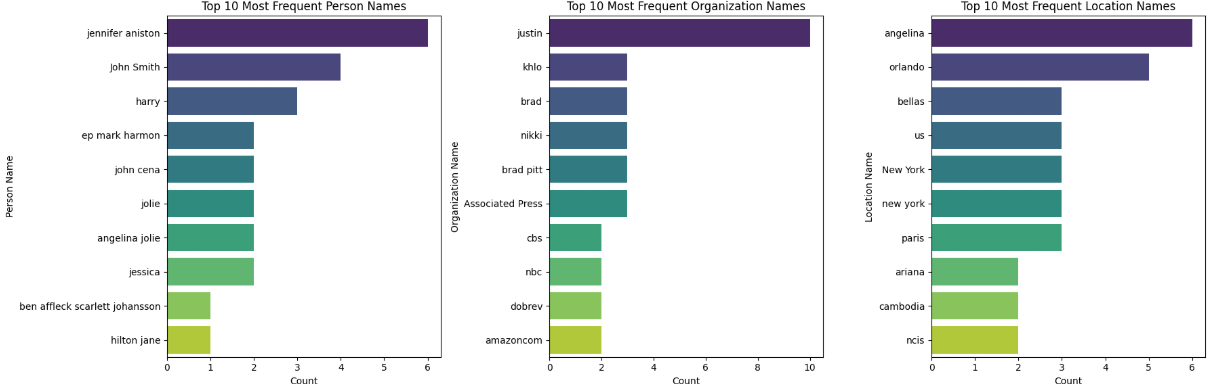 Top 10 Most Frequent Person Names
Person Name
jennifer aniston
John Smith
harry
ep mark harmon
john cena
jolie
angelina jolie
jessica
ben affleck scarlett johansson
hilton jane
0 1 2 3 4 5 6
Count
Top 10 Most Frequent Organization Names
Organization Name
justin
khlo
brad
nikki
brad pitt
Associated Press
cbs
nbc
dobrev
amazoncom
0 2 4 6 8 10
Count
Top 10 Most Frequent Location Names
Location Name
angelina
orlando
bellas
us
New York
new york
paris
ariana
cambodia
ncis
0 1 2 3 4 5 6
Count